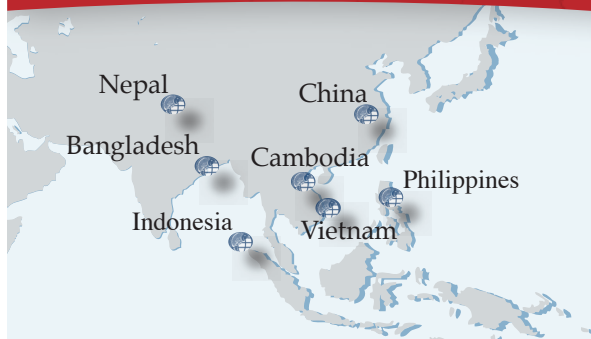 Nepal
China
Bangladesh
Cambodia
Philippines
Indonesia
Vietnam